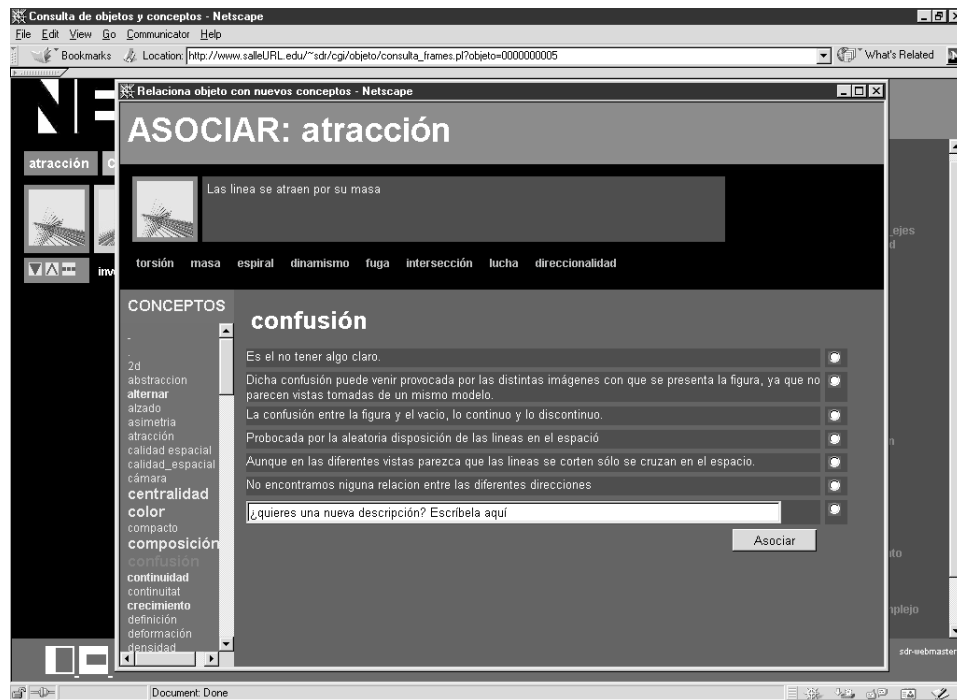 Consulta de objetos y conceptos - Netscape
File Edit View Go Communicator Help
Bookmarks Location: http://www.salleURL.edu/~sdr/cgi/objeto/consulta_frames.pl?objeto=0000000005 What's Related
Relaciona objeto con nuevos conceptos - Netscape
NE
ASOCIAR: atracción
atracción C
Las linea se atraen por su masa
_ejes
d
torsión masa espiral dinamismo fuga intersección lucha direccionalidad
inv
CONCEPTOS
confusión
-
.
2d
abstraccion
alternar
alzado
asimetria
atracción
calidad espacial
calidad_espacial
cámara
centralidad
color
compacto
composición
confusión
continuidad
continuitat
crecimiento
definición
deformación
densidad
Es el no tener algo claro.
Dicha confusión puede venir provocada por las distintas imágenes con que se presenta la figura, ya que no
parecen vistas tomadas de un mismo modelo.
La confusión entre la figura y el vacio, lo continuo y lo discontinuo.
Probocada por la aleatoria disposición de las lineas en el espació
Aunque en las diferentes vistas parezca que las lineas se corten sólo se cruzan en el espacio.
No encontramos niguna relacion entre las diferentes direcciones
¿quieres una nueva descripción? Escríbela aquí
Asociar
n
uto
nplejo
sdr-webmaster
Document: Done